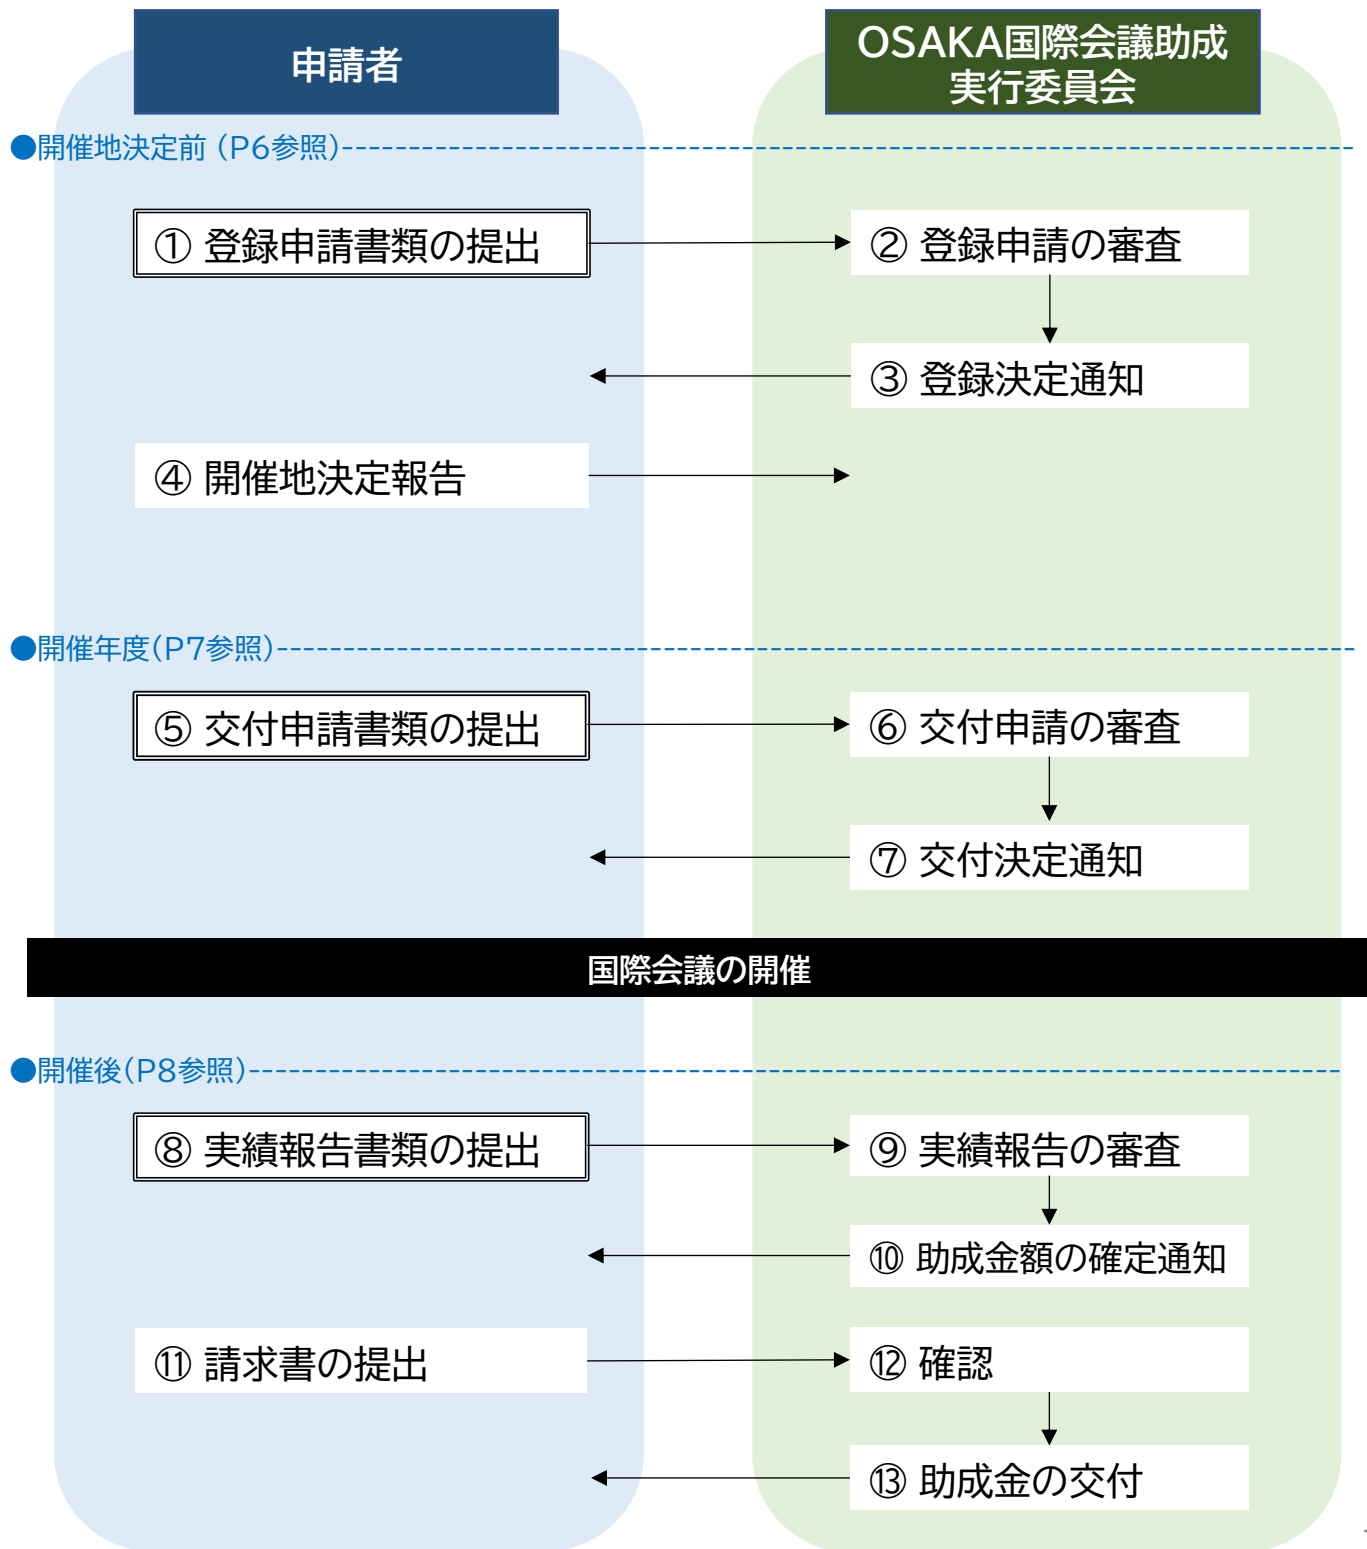 申請者
OSAKA国際会議助成
実行委員会
●開催地決定前（P6参照）
① 登録申請書類の提出
② 登録申請の審査
③ 登録決定通知
④ 開催地決定報告
●開催年度（P7参照）
⑤ 交付申請書類の提出
⑥ 交付申請の審査
⑦ 交付決定通知
国際会議の開催
●開催後（P8参照）
⑧ 実績報告書類の提出
⑨ 実績報告の審査
⑩ 助成金額の確定通知
⑪ 請求書の提出
⑫ 確認
⑬ 助成金の交付